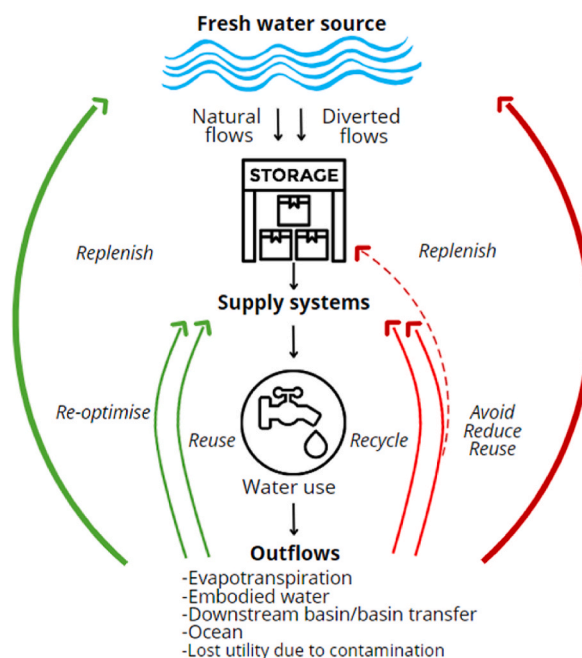 Fresh water source
Natural flows
Diverted flows
STORAGE
Replenish
Replenish
Supply systems
Re-optimise
Reuse
Recycle
Avoid
Reduce
Reuse
Water use
Outflows
-Evapotranspiration
-Embodied water
-Downstream basin/basin transfer
-Ocean
-Lost utility due to contamination